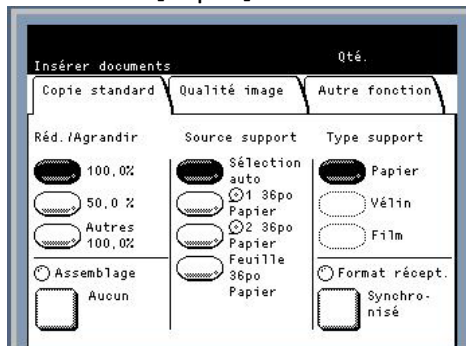 Qté.
Insérer documents
Copie standard
Qualité image
Autre fonction
Réd./Agrandir
100,0%
50,0 %
Autres
100,0%
Assemblage
Aucun
Source support
Sélection
auto
1 36po
Papier
2 36po
Papier
Feuille
36po
Papier
Type support
Papier
Vélin
Film
Format récept.
Synchro-
nisé